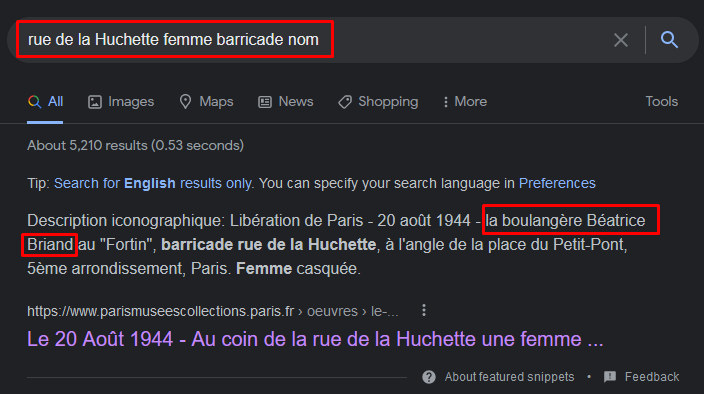 rue de la Huchette femme barricade nom
All Images Maps News Shopping More Tools
About 5,210 results (0.53 seconds)
Tip: Search for English results only. You can specify your search language in Preferences
Description iconographique: Libération de Paris - 20 août 1944 - la boulangère Béatrice
Briand au "Fortin", barricade rue de la Huchette, à l'angle de la place du Petit-Pont,
5ème arrondissement, Paris. Femme casquée.
https://www.parismuseescollections.paris.fr › oeuvres › le-...
Le 20 Août 1944 - Au coin de la rue de la Huchette une femme ...
About featured snippets • Feedback